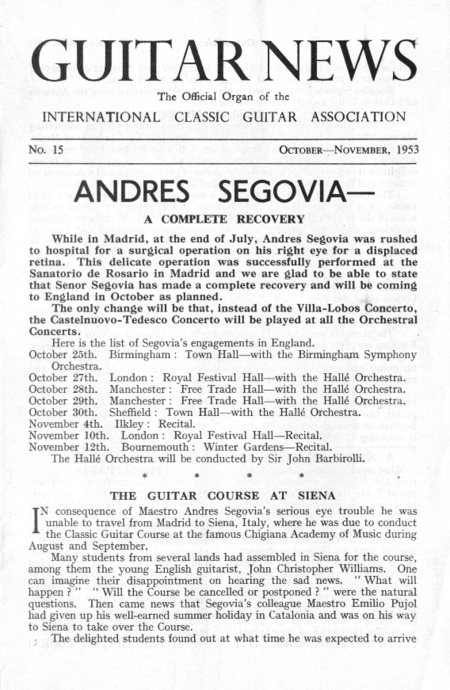 GUITAR NEWS
The Official Organ of the
INTERNATIONAL CLASSIC GUITAR ASSOCIATION
No. 15 OCTOBER—NOVEMBER, 1953
ANDRES SEGOVIA—
A COMPLETE RECOVERY
While in Madrid, at the end of July, Andres Segovia was rushed
to hospital for a surgical operation on his right eye for a displaced
retina. This delicate operation was successfully performed at the
Sanatorio de Rosario in Madrid and we are glad to be able to state
that Senor Segovia has made a complete recovery and will be coming
to England in October as planned.
The only change will be that, instead of the Villa-Lobos Concerto,
the Castelnuovo-Tedesco Concerto will be played at all the Orchestral
Concerts.
Here is the list of Segovia's engagements in England.
October 25th. Birmingham : Town Hall—with the Birmingham Symphony
Orchestra.
October 27th. London : Royal Festival Hall—with the Hallé Orchestra.
October 28th. Manchester : Free Trade Hall—with the Hallé Orchestra.
October 29th. Manchester : Free Trade Hall—with the Hallé Orchestra.
October 30th. Sheffield : Town Hall—with the Hallé Orchestra.
November 4th. Ilkley : Recital.
November 10th. London : Royal Festival Hall—Recital.
November 12th. Bournemouth : Winter Gardens—Recital.
The Hallé Orchestra will be conducted by Sir John Barbirolli.
* * * *
THE GUITAR COURSE AT SIENA
IN consequence of Maestro Andres Segovia's serious eye trouble he was
unable to travel from Madrid to Siena, Italy, where he was due to conduct
the Classic Guitar Course at the famous Chigiana Academy of Music during
August and September.
Many students from several lands had assembled in Siena for the course,
among them the young English guitarist, John Christopher Williams. One
can imagine their disappointment on hearing the sad news. " What will
happen ? " " Will the Course be cancelled or postponed ? " were the natural
questions. Then came news that Segovia's colleague Maestro Emilio Pujol
had given up his well-earned summer holiday in Catalonia and was on his way
to Siena to take over the Course.
The delighted students found out at what time he was expected to arrive